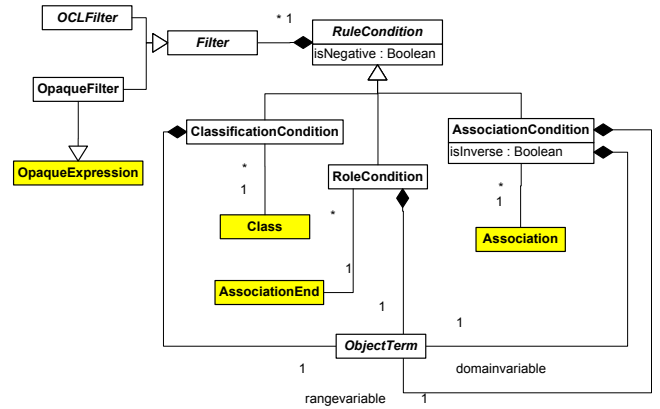 OCLFilter
* 1
RuleCondition
Filter
isNegative : Boolean
OpaqueFilter
ClassificationCondition
AssociationCondition
isInverse : Boolean
OpaqueExpression
*
RoleCondition
*
1
1
Class
*
Association
AssociationEnd
1
1
1
ObjectTerm
1
domainvariable
rangevariable
1